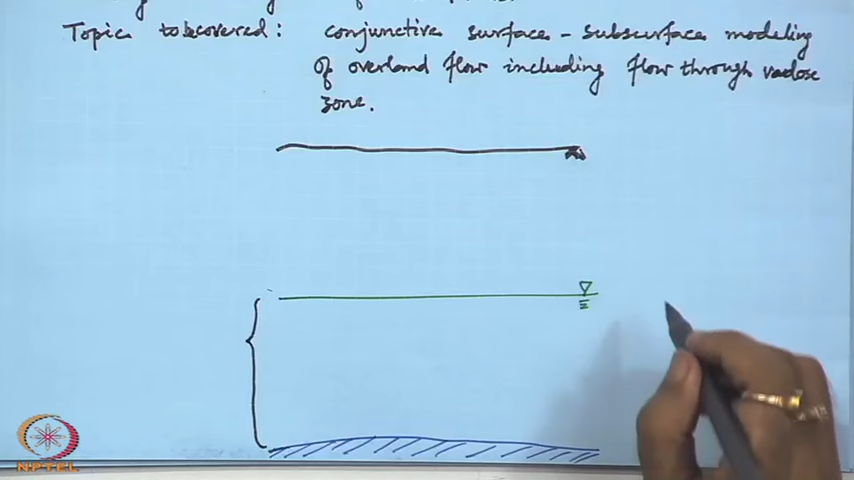 Topic to be covered: conjunctive surface - subsurface modeling
of overland flow including flow through vadose
zone.
NPTEL